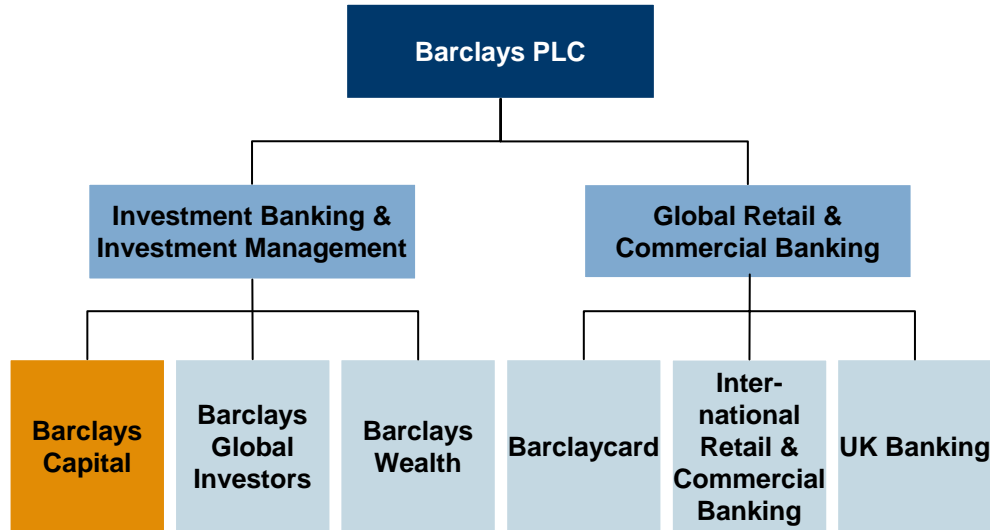 Barclays PLC
Investment Banking &
Investment Management
Global Retail &
Commercial Banking
Barclays
Capital
Barclays
Global
Investors
Barclays
Wealth
Barclaycard
Inter-
national
Retail &
Commercial
Banking
UK Banking